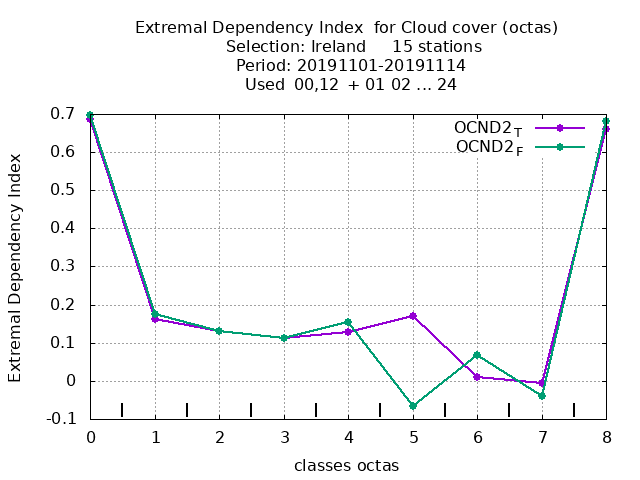 Extremal Dependency Index for Cloud cover (octas)
Selection: Ireland 15 stations
Period: 20191101-20191114
Used 00,12 + 01 02 ... 24
OCND2T
OCND2F
Extremal Dependency Index
0.7
0.6
0.5
0.4
0.3
0.2
0.1
0
-0.1
0 1 2 3 4 5 6 7 8
classes octas